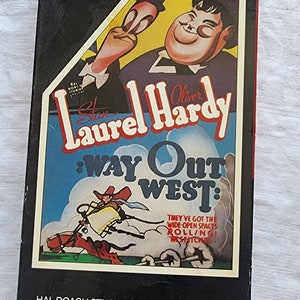 Stan Oliver
Laurel Hardy
:WAY OUT
WEST:
THEY'VE GOT THE
WIDE-OPEN SPACES
ROLLING!
HAL ROACH